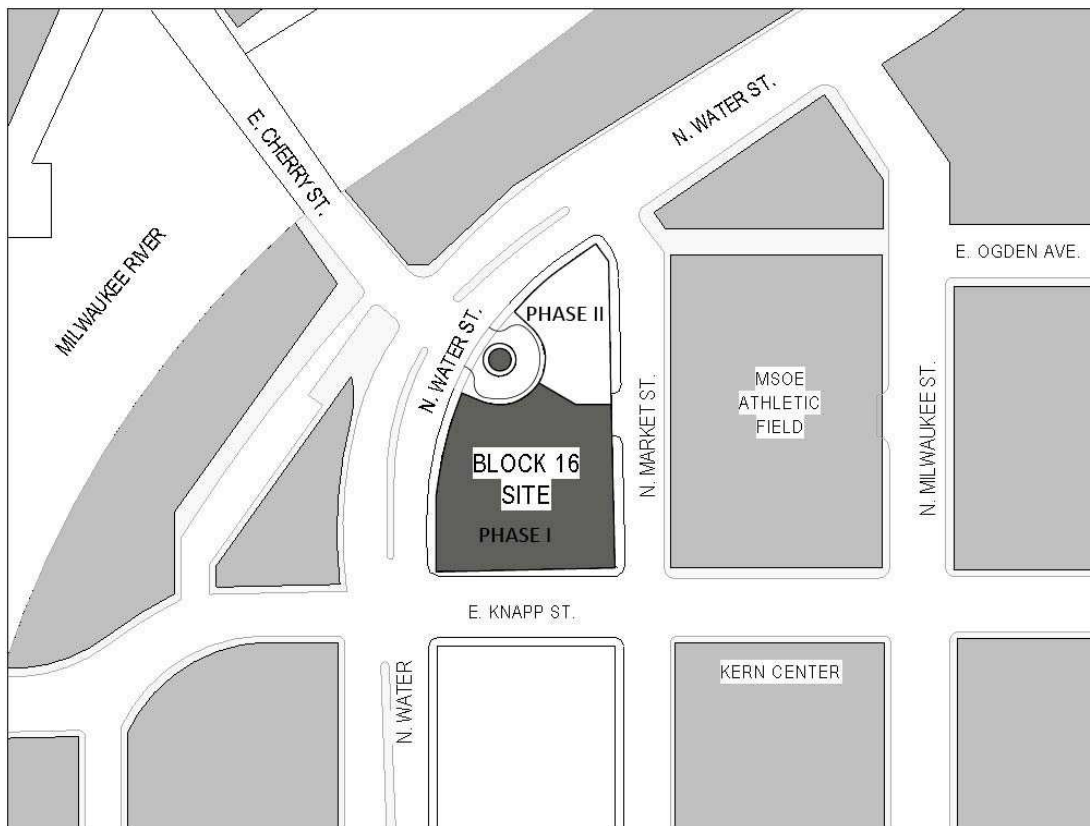 N. WATER ST.
E. CHERRY ST.
E. OGDEN AVE.
MILWAUKEE RIVER
PHASE II
N. WATER ST.
MSOE
ATHLETIC
FIELD
N. MARKET ST.
N. MILWAUKEE ST.
BLOCK 16
SITE
PHASE I
E. KNAPP ST.
KERN CENTER
N. WATER